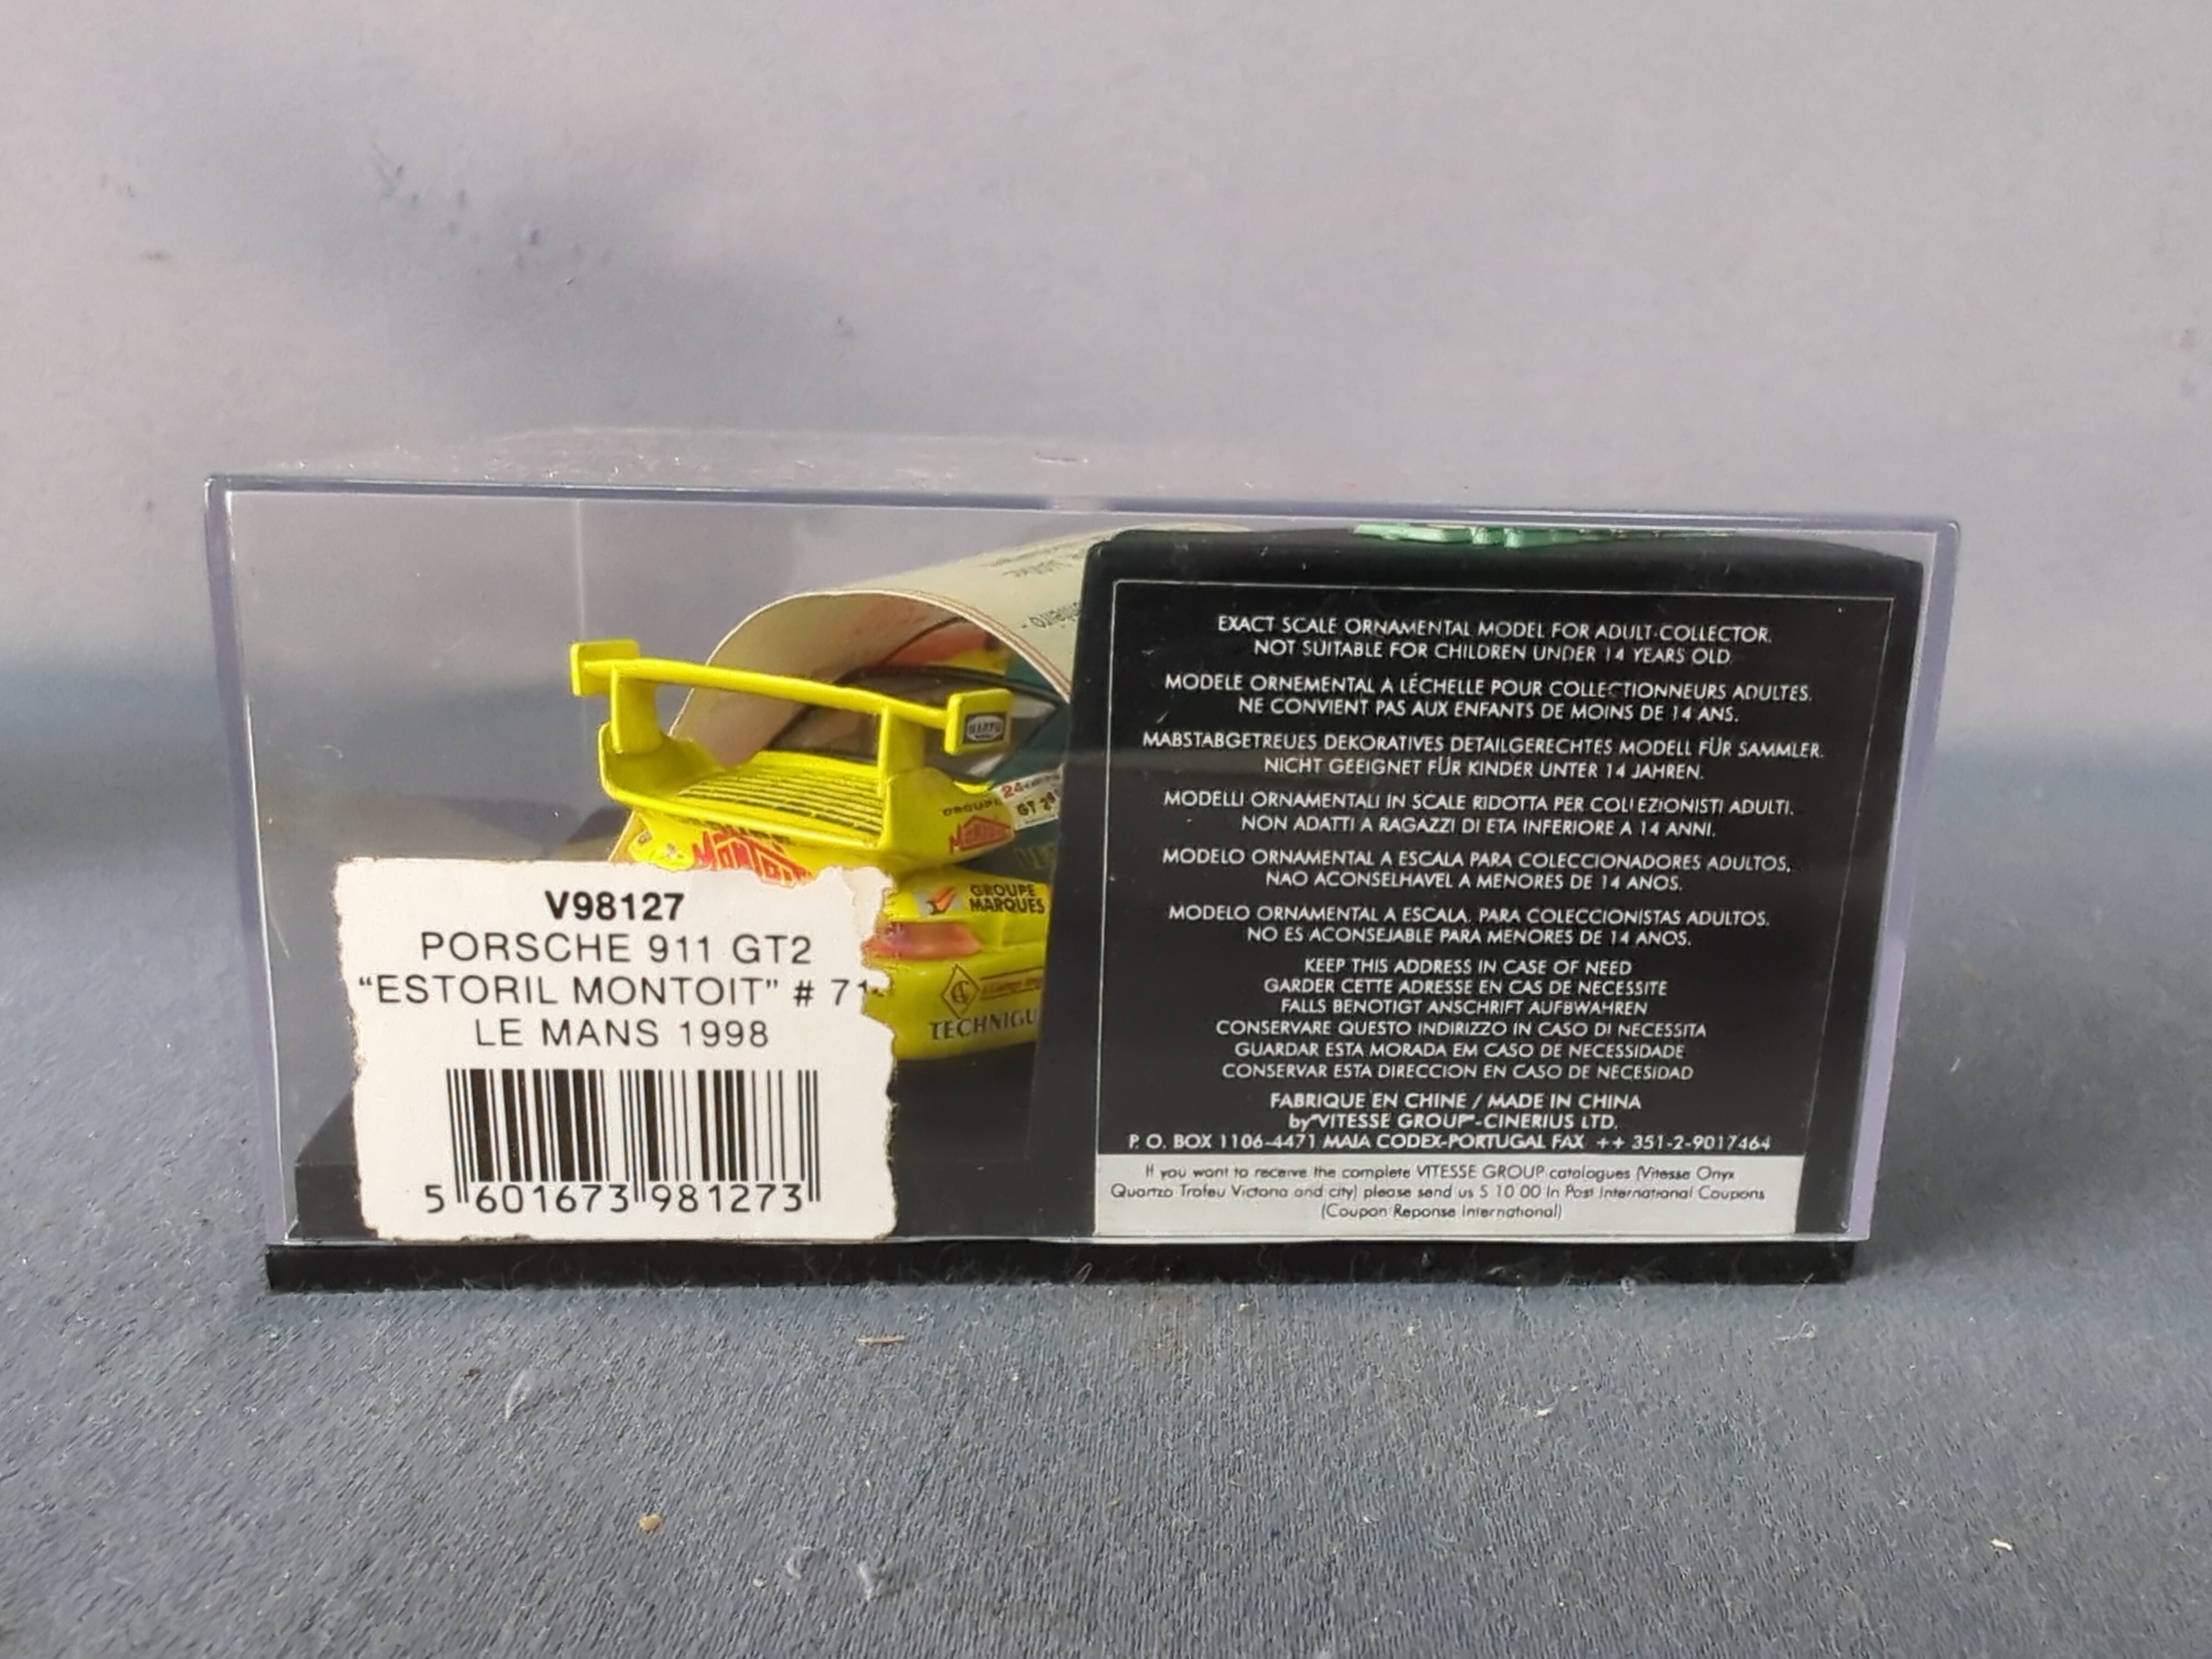 MONTOIT
24
GT 2
GROUPE
MARQUES
TECHNIQU
V98127
PORSCHE 911 GT2
“ESTORIL MONTOIT” # 71
LE MANS 1998
5 601673 981273
EXACT SCALE ORNAMENTAL MODEL FOR ADULT COLLECTOR.
NOT SUITABLE FOR CHILDREN UNDER 14 YEARS OLD.
MODELE ORNEMENTAL A LÉCHELLE POUR COLLECTIONNEURS ADULTES.
NE CONVIENT PAS AUX ENFANTS DE MOINS DE 14 ANS.
MABSTABGETREUES DEKORATIVES DETAILGERECHTES MODELL FÜR SAMMLER.
NICHT GEEIGNET FÜR KINDER UNTER 14 JAHREN.
MODELLI ORNAMENTALI IN SCALE RIDOTTA PER COLLEZIONISTI ADULTI.
NON ADATTI A RAGAZZI DI ETA INFERIORE A 14 ANNI.
MODELO ORNAMENTAL A ESCALA PARA COLECCIONADORES ADULTOS,
NAO ACONSELHAVEL A MENORES DE 14 ANOS.
MODELO ORNAMENTAL A ESCALA, PARA COLECCIONISTAS ADULTOS.
NO ES ACONSEJABLE PARA MENORES DE 14 ANOS.
KEEP THIS ADDRESS IN CASE OF NEED
GARDER CETTE ADRESSE EN CAS DE NECESSITE
FALLS BENOTIGT ANSCHRIFT AUFBWAHREN
CONSERVARE QUESTO INDIRIZZO IN CASO DI NECESSITA
GUARDAR ESTA MORADA EM CASO DE NECESSIDADE
CONSERVAR ESTA DIRECCION EN CASO DE NECESIDAD
FABRIQUE EN CHINE / MADE IN CHINA
by"VITESSE GROUP"-CINERIUS LTD.
P. O. BOX 1106-4471 MAIA CODEX-PORTUGAL FAX ++ 351-2-9017464
If you want to receive the complete VITESSE GROUP catalogues (Vitesse Onyx
Quartzo Trofeu Victoria and city) please send us $ 10 00 In Post International Coupons
(Coupon Reponse International)